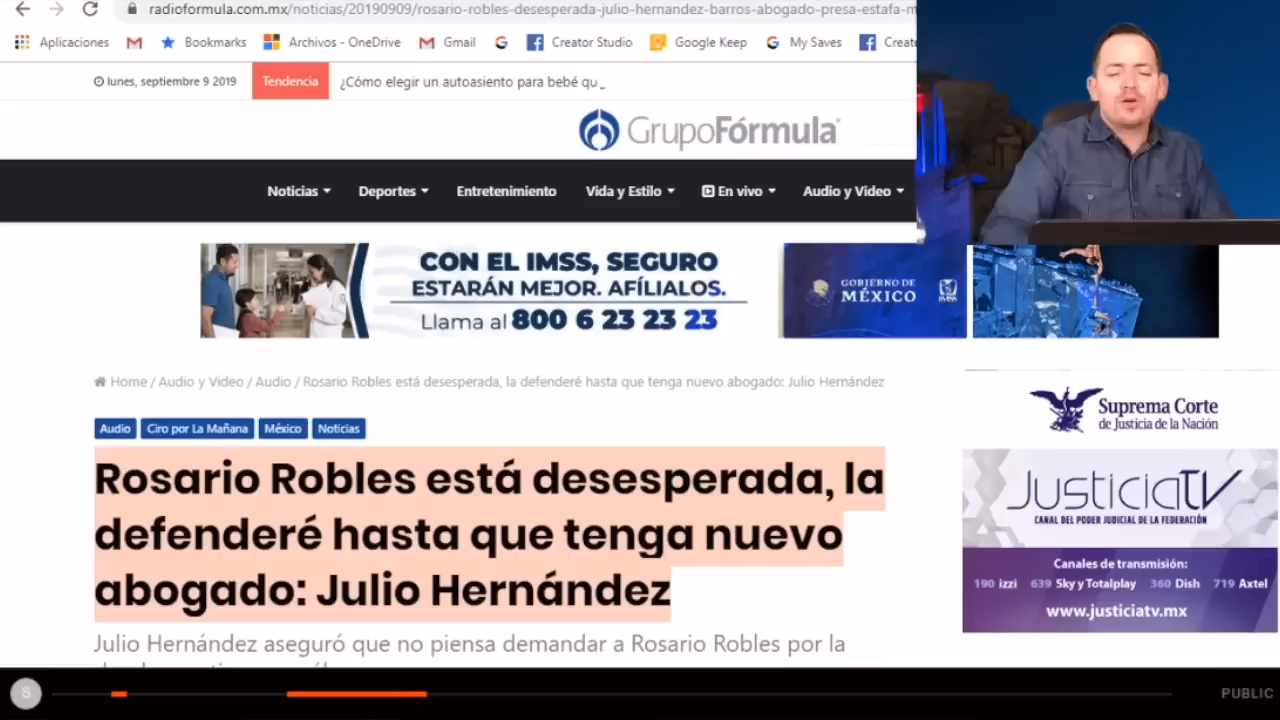 radioformula.com.mx/noticias/20190909/rosario-robles-desesperada-julio-hernandez-barros-abogado-presa-estafa-m
Aplicaciones Bookmarks Archivos - OneDrive Gmail Creator Studio Google Keep My Saves Creat
lunes, septiembre 9 2019 Tendencia ¿Cómo elegir un autoasiento para bebé qu_
GrupoFórmula
Noticias Deportes Entretenimiento Vida y Estilo En vivo Audio y Video
CON EL IMSS, SEGURO
ESTARÁN MEJOR. AFÍLIALOS.
Llama al 800 6 23 23 23
GOBIERNO DE
MÉXICO
IMSS
Home / Audio y Video / Audio / Rosario Robles está desesperada, la defenderé hasta que tenga nuevo abogado: Julio Hernández
Audio Ciro por La Mañana México Noticias
Rosario Robles está desesperada, la
defenderé hasta que tenga nuevo
abogado: Julio Hernández
Julio Hernández aseguró que no piensa demandar a Rosario Robles por la
Suprema Corte
de Justicia de la Nación
JusticiaTV
CANAL DEL PODER JUDICIAL DE LA FEDERACIÓN
Canales de transmisión:
190 izzi 639 Sky y Totalplay 360 Dish 719 Axtel
www.justiciatv.mx
S PUBLIC